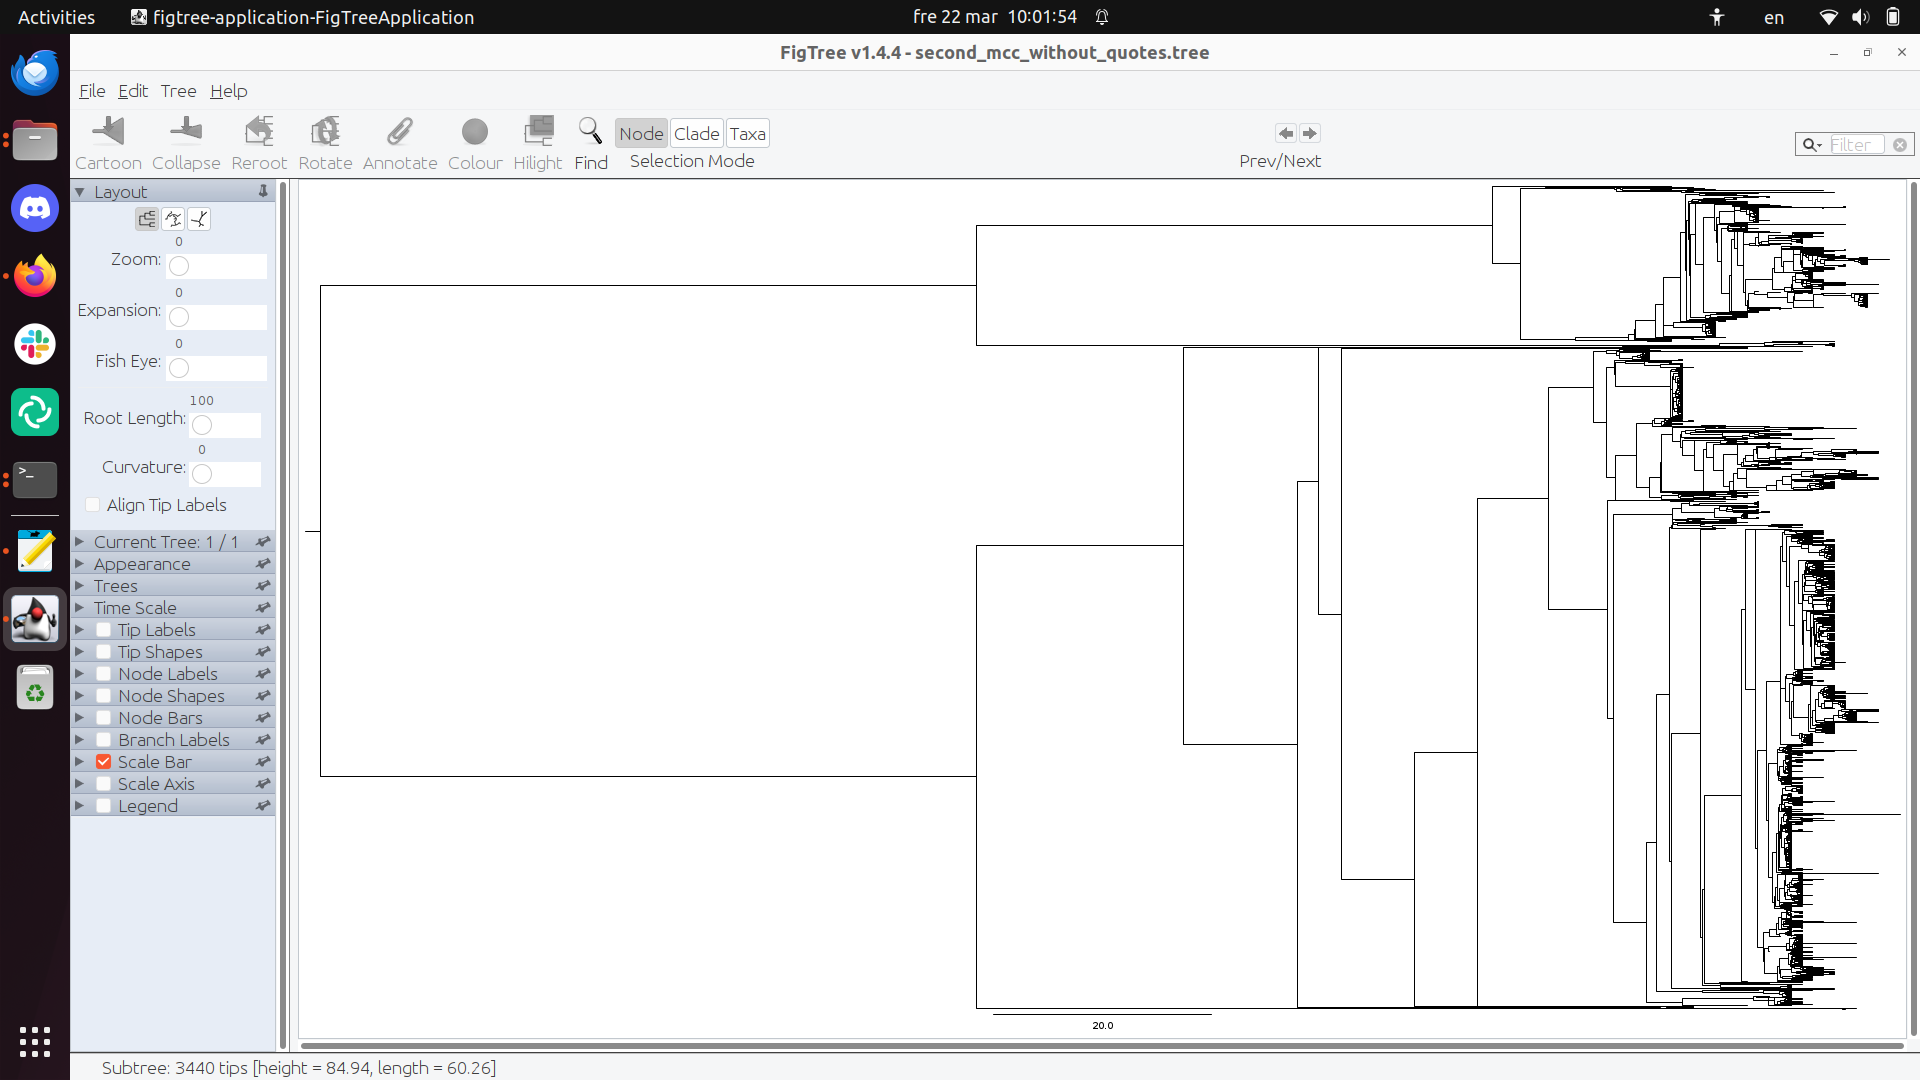 Activities
figtree-application-FigTreeApplication
fre 22 mar 10:01:54
en
FigTree v1.4.4 - second_mcc_without_quotes.tree
File Edit Tree Help
Cartoon
Collapse
Reroot
Rotate
Annotate
Colour
Hilight
Find
Node Clade Taxa
Selection Mode
Prev/Next
Filter
Layout
0
Zoom:
0
Expansion:
0
Fish Eye:
100
Root Length:
0
Curvature:
Align Tip Labels
Current Tree: 1 / 1
Appearance
Trees
Time Scale
Tip Labels
Tip Shapes
Node Labels
Node Shapes
Node Bars
Branch Labels
Scale Bar
Scale Axis
Legend
20.0
Subtree: 3440 tips [height = 84.94, length = 60.26]